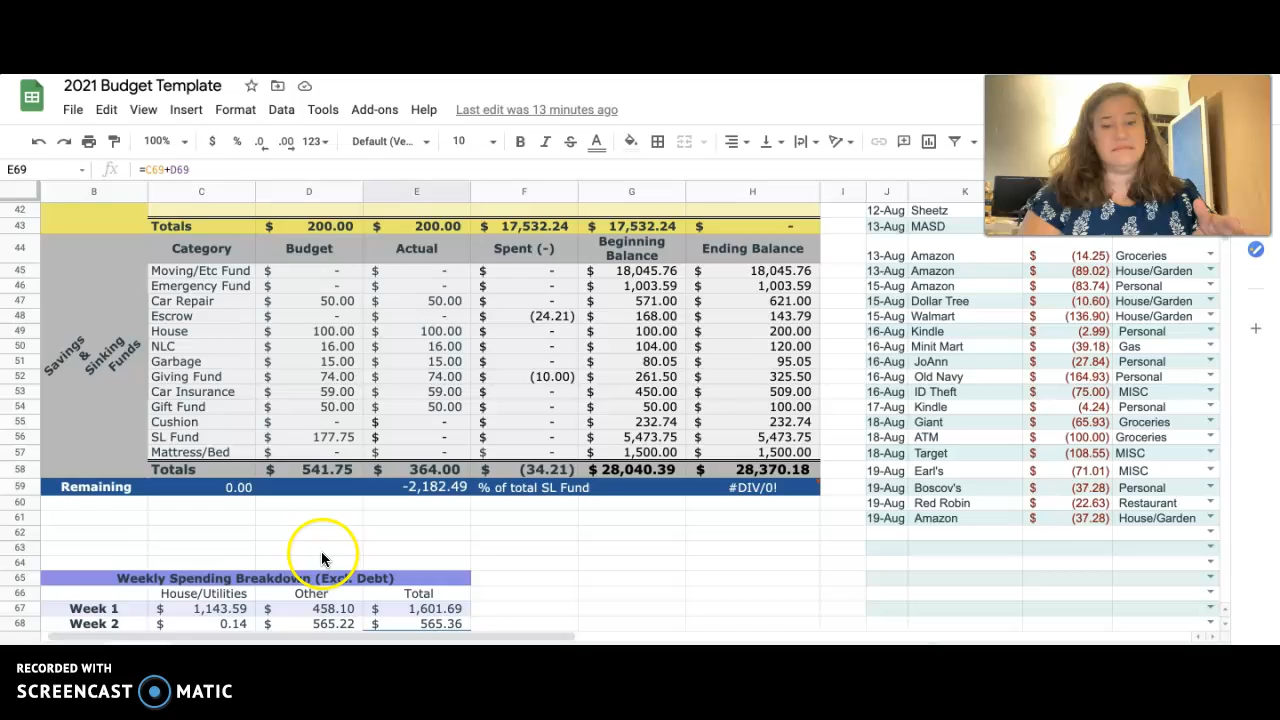 2021 Budget Template
File Edit View Insert Format Data Tools Add-ons Help Last edit was 13 minutes ago
100% $ % .0 .00 123 Default (Ve... 10 B I S A
E69 fx =C69+D69
B C D E F G H I J K
42 12-Aug Sheetz
43 Totals $ 200.00 $ 200.00 $ 17,532.24 $ 17,532.24 $ - 13-Aug MASD
44 Category Budget Actual Spent (-) Beginning Balance Ending Balance 13-Aug Amazon $ (14.25) Groceries
45 Moving/Etc Fund $ - $ - $ - $ 18,045.76 $ 18,045.76 13-Aug Amazon $ (89.02) House/Garden
46 Emergency Fund $ - $ - $ - $ 1,003.59 $ 1,003.59 15-Aug Amazon $ (83.74) Personal
47 Car Repair $ 50.00 $ 50.00 $ - $ 571.00 $ 621.00 15-Aug Dollar Tree $ (10.60) House/Garden
48 Escrow $ - $ - $ (24.21) $ 168.00 $ 143.79 15-Aug Walmart $ (136.90) House/Garden
49 House $ 100.00 $ 100.00 $ - $ 100.00 $ 200.00 16-Aug Kindle $ (2.99) Personal
50 NLC $ 16.00 $ 16.00 $ - $ 104.00 $ 120.00 16-Aug Minit Mart $ (39.18) Gas
51 Garbage $ 15.00 $ 15.00 $ - $ 80.05 $ 95.05 16-Aug JoAnn $ (27.84) Personal
52 Giving Fund $ 74.00 $ 74.00 $ (10.00) $ 261.50 $ 325.50 16-Aug Old Navy $ (164.93) Personal
53 Car Insurance $ 59.00 $ 59.00 $ - $ 450.00 $ 509.00 16-Aug ID Theft $ (75.00) MISC
54 Gift Fund $ 50.00 $ 50.00 $ - $ 50.00 $ 100.00 17-Aug Kindle $ (4.24) Personal
55 Cushion $ - $ - $ - $ 232.74 $ 232.74 18-Aug Giant $ (65.93) Groceries
56 SL Fund $ 177.75 $ - $ - $ 5,473.75 $ 5,473.75 18-Aug ATM $ (100.00) Groceries
57 Mattress/Bed $ - $ - $ - $ 1,500.00 $ 1,500.00 18-Aug Target $ (108.55) MISC
58 Totals $ 541.75 $ 364.00 $ (34.21) $ 28,040.39 $ 28,370.18 19-Aug Earl's $ (71.01) MISC
Savings
&
Sinking
Funds
59 Remaining 0.00 -2,182.49 % of total SL Fund #DIV/0! 19-Aug Boscov's $ (37.28) Personal
60 19-Aug Red Robin $ (22.63) Restaurant
61 19-Aug Amazon $ (37.28) House/Garden
62
63
64
65 Weekly Spending Breakdown (Excl. Debt)
66 House/Utilities Other Total
67 Week 1 $ 1,143.59 $ 458.10 $ 1,601.69
68 Week 2 $ 0.14 $ 565.22 $ 565.36
RECORDED WITH
SCREENCAST MATIC